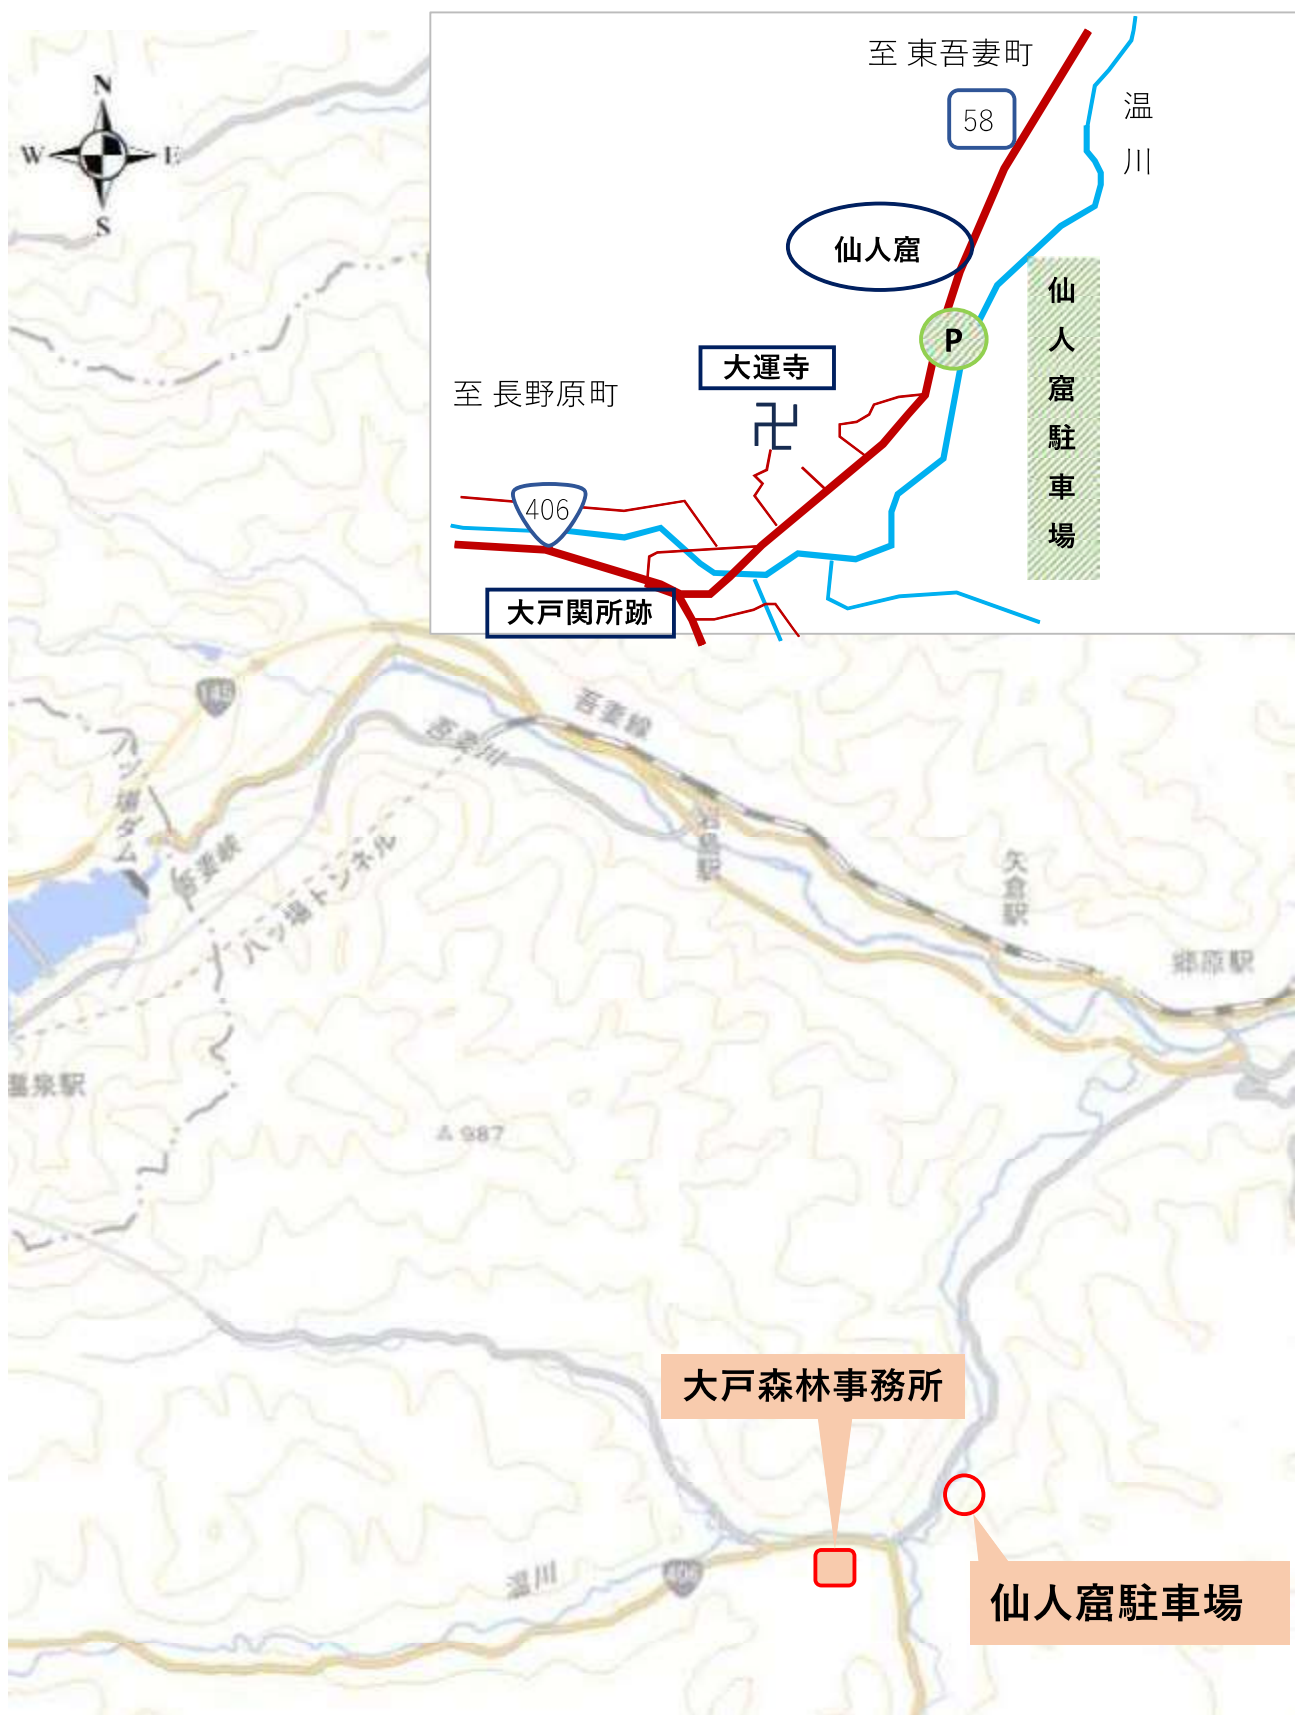 N
W E
S
至 東吾妻町
58
温川
仙人窟
仙人窟駐車場
P
大運寺
卍
至 長野原町
406
大戸関所跡
145
吾妻線
吾妻川
八ッ場ダム
吾妻峡
八ッ場トンネル
岩島駅
矢倉駅
郷原駅
温泉駅
987
大戸森林事務所
温川
406
仙人窟駐車場